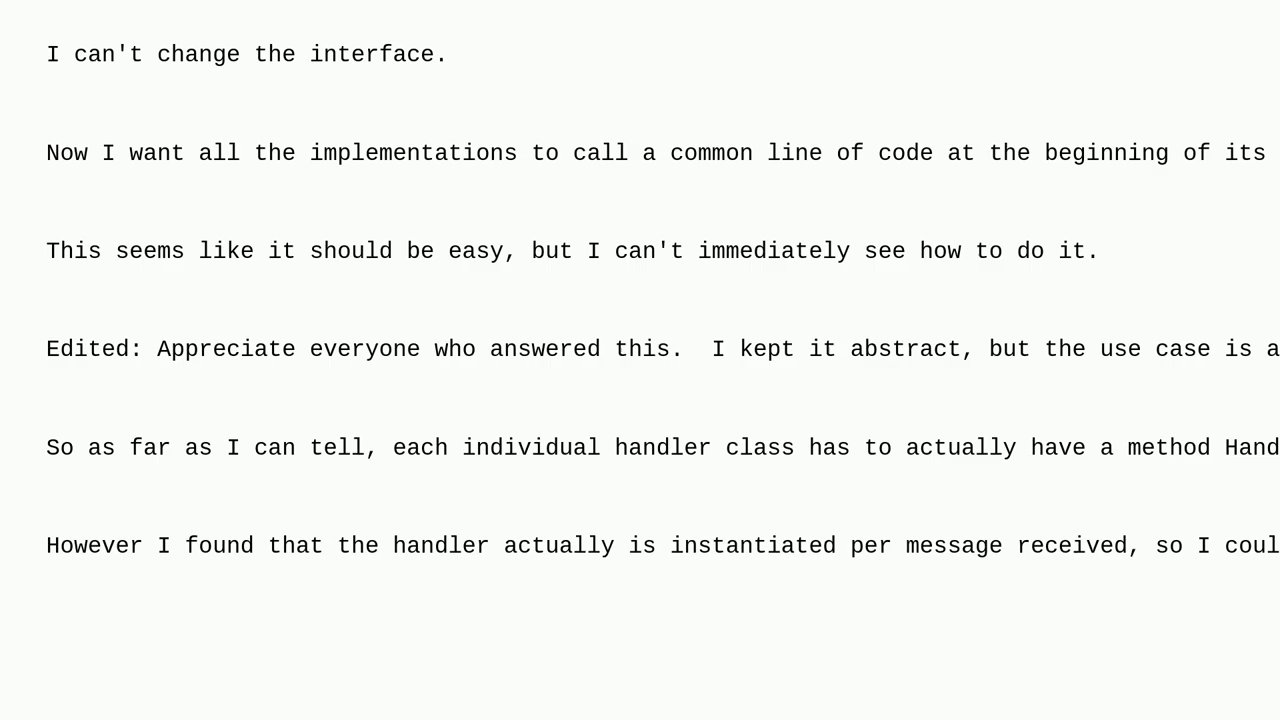 I can't change the interface.
Now I want all the implementations to call a common line of code at the beginning of its
This seems like it should be easy, but I can't immediately see how to do it.
Edited: Appreciate everyone who answered this.  I kept it abstract, but the use case is a
So as far as I can tell, each individual handler class has to actually have a method Hand
However I found that the handler actually is instantiated per message received, so I coul